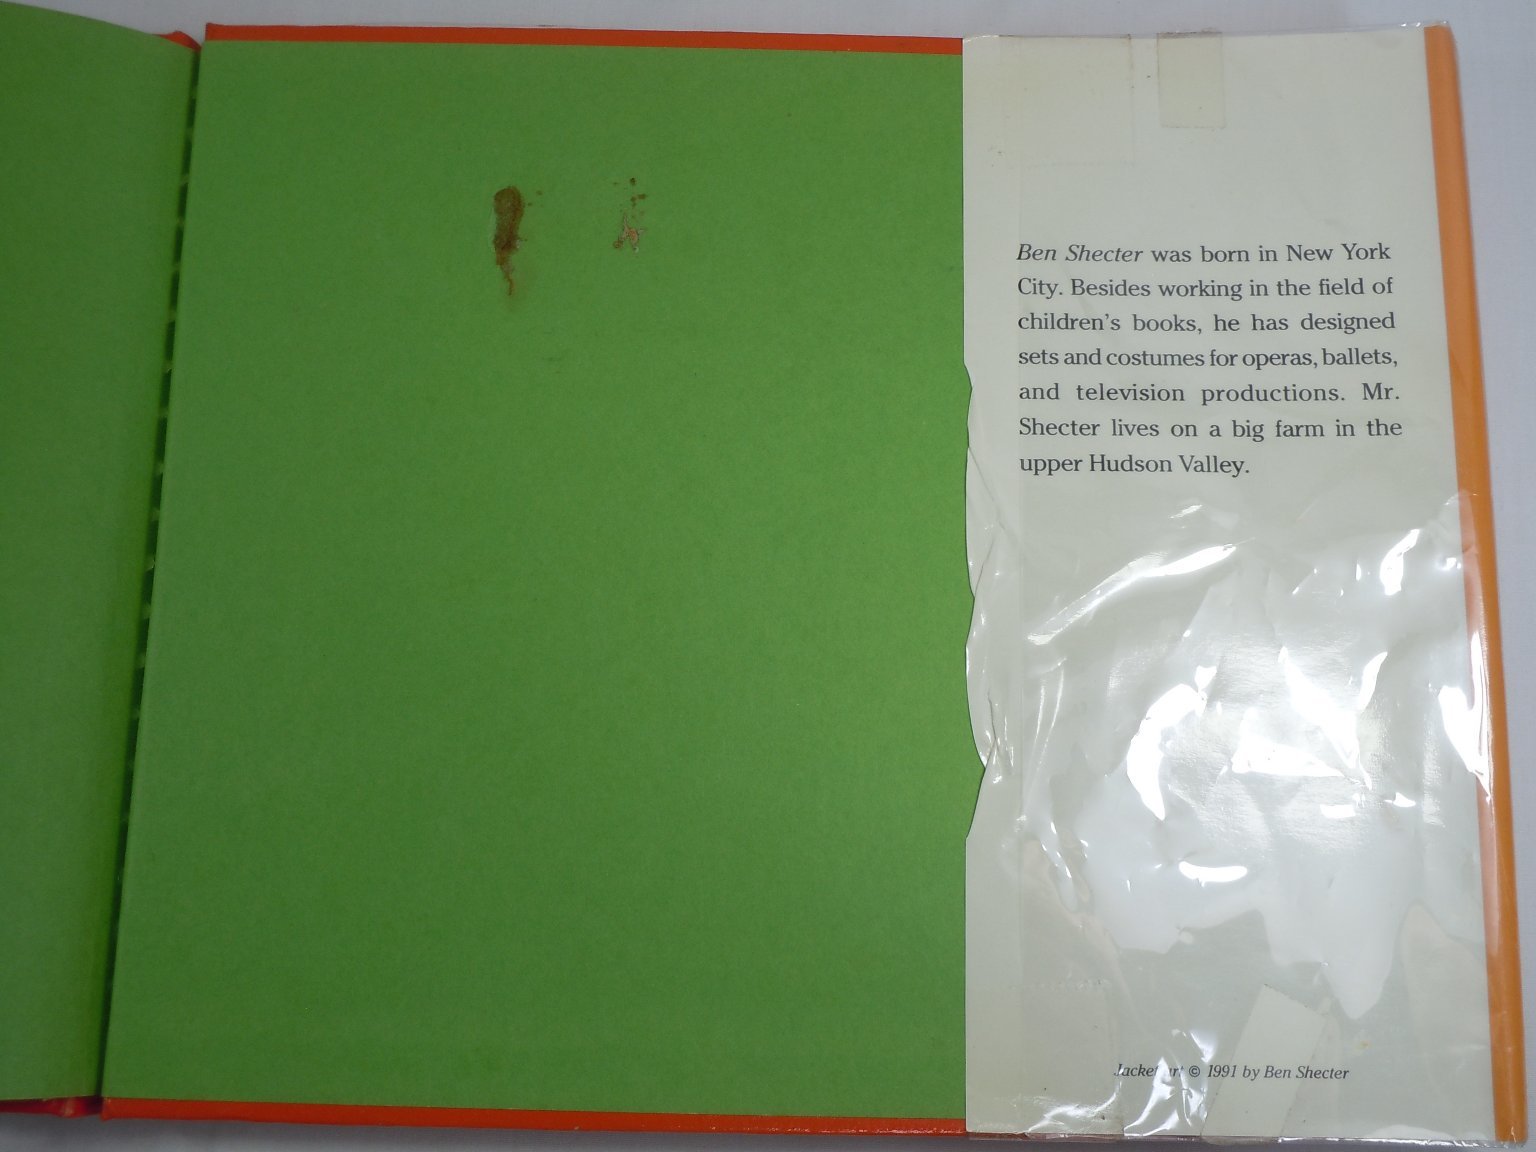 Ben Shecter was born in New York
City. Besides working in the field of
children's books, he has designed
sets and costumes for operas, ballets,
and television productions. Mr.
Shecter lives on a big farm in the
upper Hudson Valley.
Jacket art © 1991 by Ben Shecter